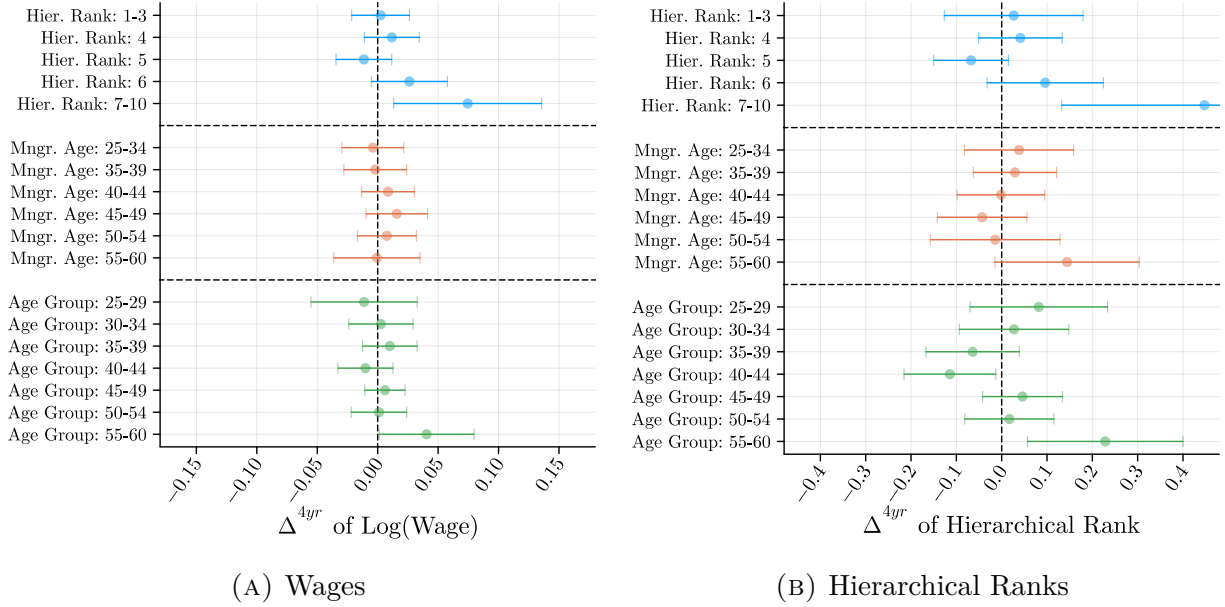 Hier. Rank: 1-3
Hier. Rank: 4
Hier. Rank: 5
Hier. Rank: 6
Hier. Rank: 7-10
Mngr. Age: 25-34
Mngr. Age: 35-39
Mngr. Age: 40-44
Mngr. Age: 45-49
Mngr. Age: 50-54
Mngr. Age: 55-60
Age Group: 25-29
Age Group: 30-34
Age Group: 35-39
Age Group: 40-44
Age Group: 45-49
Age Group: 50-54
Age Group: 55-60
−0.15 −0.10 −0.05 0.00 0.05 0.10 0.15
Δ^4yr of Log(Wage)
(A) Wages
Hier. Rank: 1-3
Hier. Rank: 4
Hier. Rank: 5
Hier. Rank: 6
Hier. Rank: 7-10
Mngr. Age: 25-34
Mngr. Age: 35-39
Mngr. Age: 40-44
Mngr. Age: 45-49
Mngr. Age: 50-54
Mngr. Age: 55-60
Age Group: 25-29
Age Group: 30-34
Age Group: 35-39
Age Group: 40-44
Age Group: 45-49
Age Group: 50-54
Age Group: 55-60
−0.4 −0.3 −0.2 −0.1 0.0 0.1 0.2 0.3 0.4
Δ^4yr of Hierarchical Rank
(B) Hierarchical Ranks